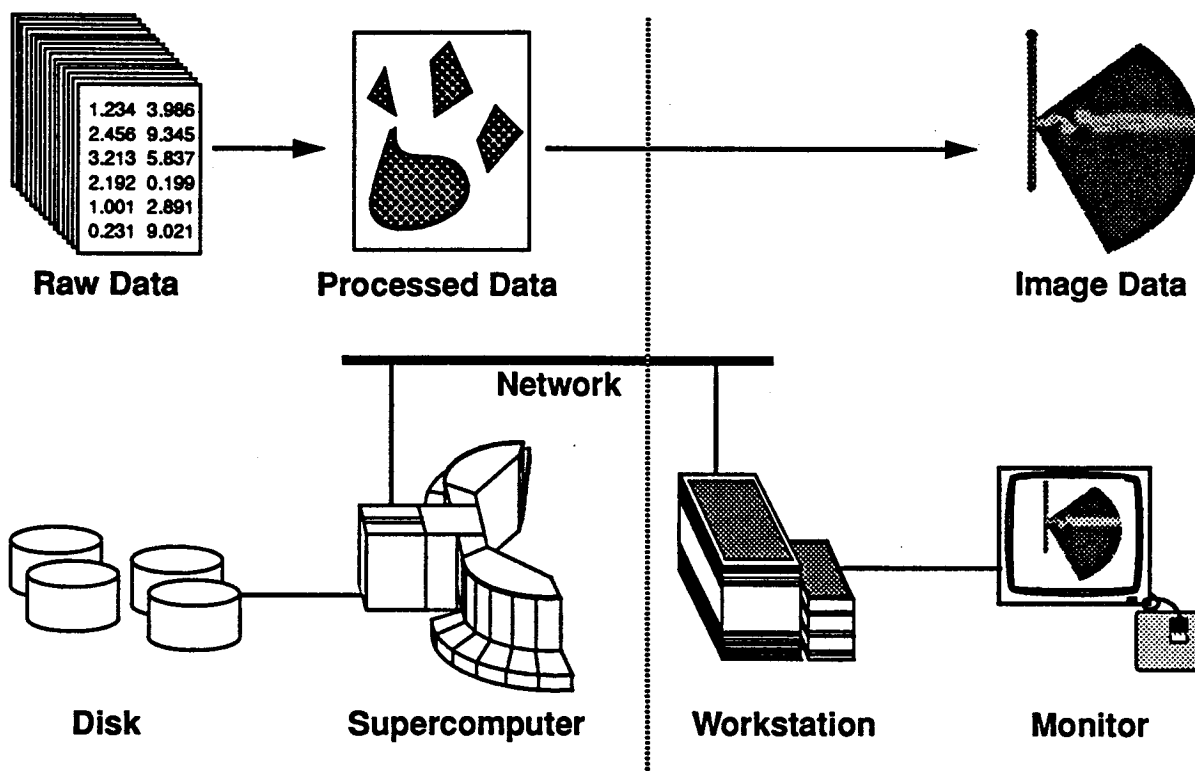 1.234 3.986
2.456 9.345
3.213 5.837
2.192 0.199
1.001 2.891
0.231 9.021
Raw Data
Processed Data
Image Data
Network
Disk
Supercomputer
Workstation
Monitor